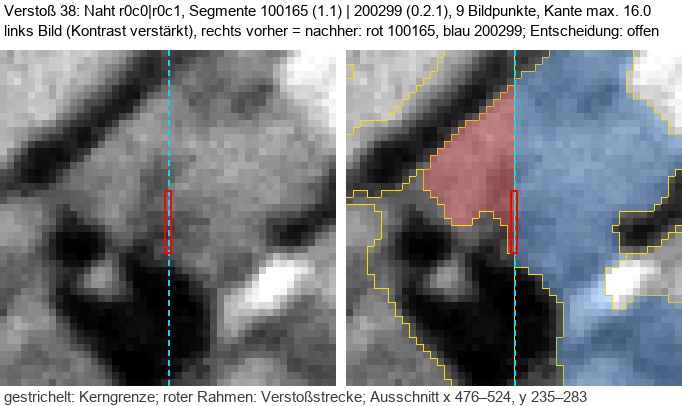 Verstoß 38: Naht r0c0|r0c1, Segmente 100165 (1.1) | 200299 (0.2.1), 9 Bildpunkte, Kante max. 16.0
links Bild (Kontrast verstärkt), rechts vorher = nachher: rot 100165, blau 200299; Entscheidung: offen
gestrichelt: Kerngrenze; roter Rahmen: Verstoßstrecke; Ausschnitt x 476–524, y 235–283